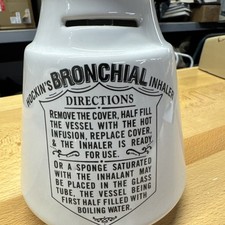 HOCKIN'S BRONCHIAL INHALER
DIRECTIONS
REMOVE THE COVER, HALF FILL
THE VESSEL WITH THE HOT
INFUSION, REPLACE COVER,
& THE INHALER IS READY
FOR USE.
OR A SPONGE SATURATED
WITH THE INHALANT MAY
BE PLACED IN THE GLASS
TUBE, THE VESSEL BEING
FIRST HALF FILLED WITH
BOILING WATER.